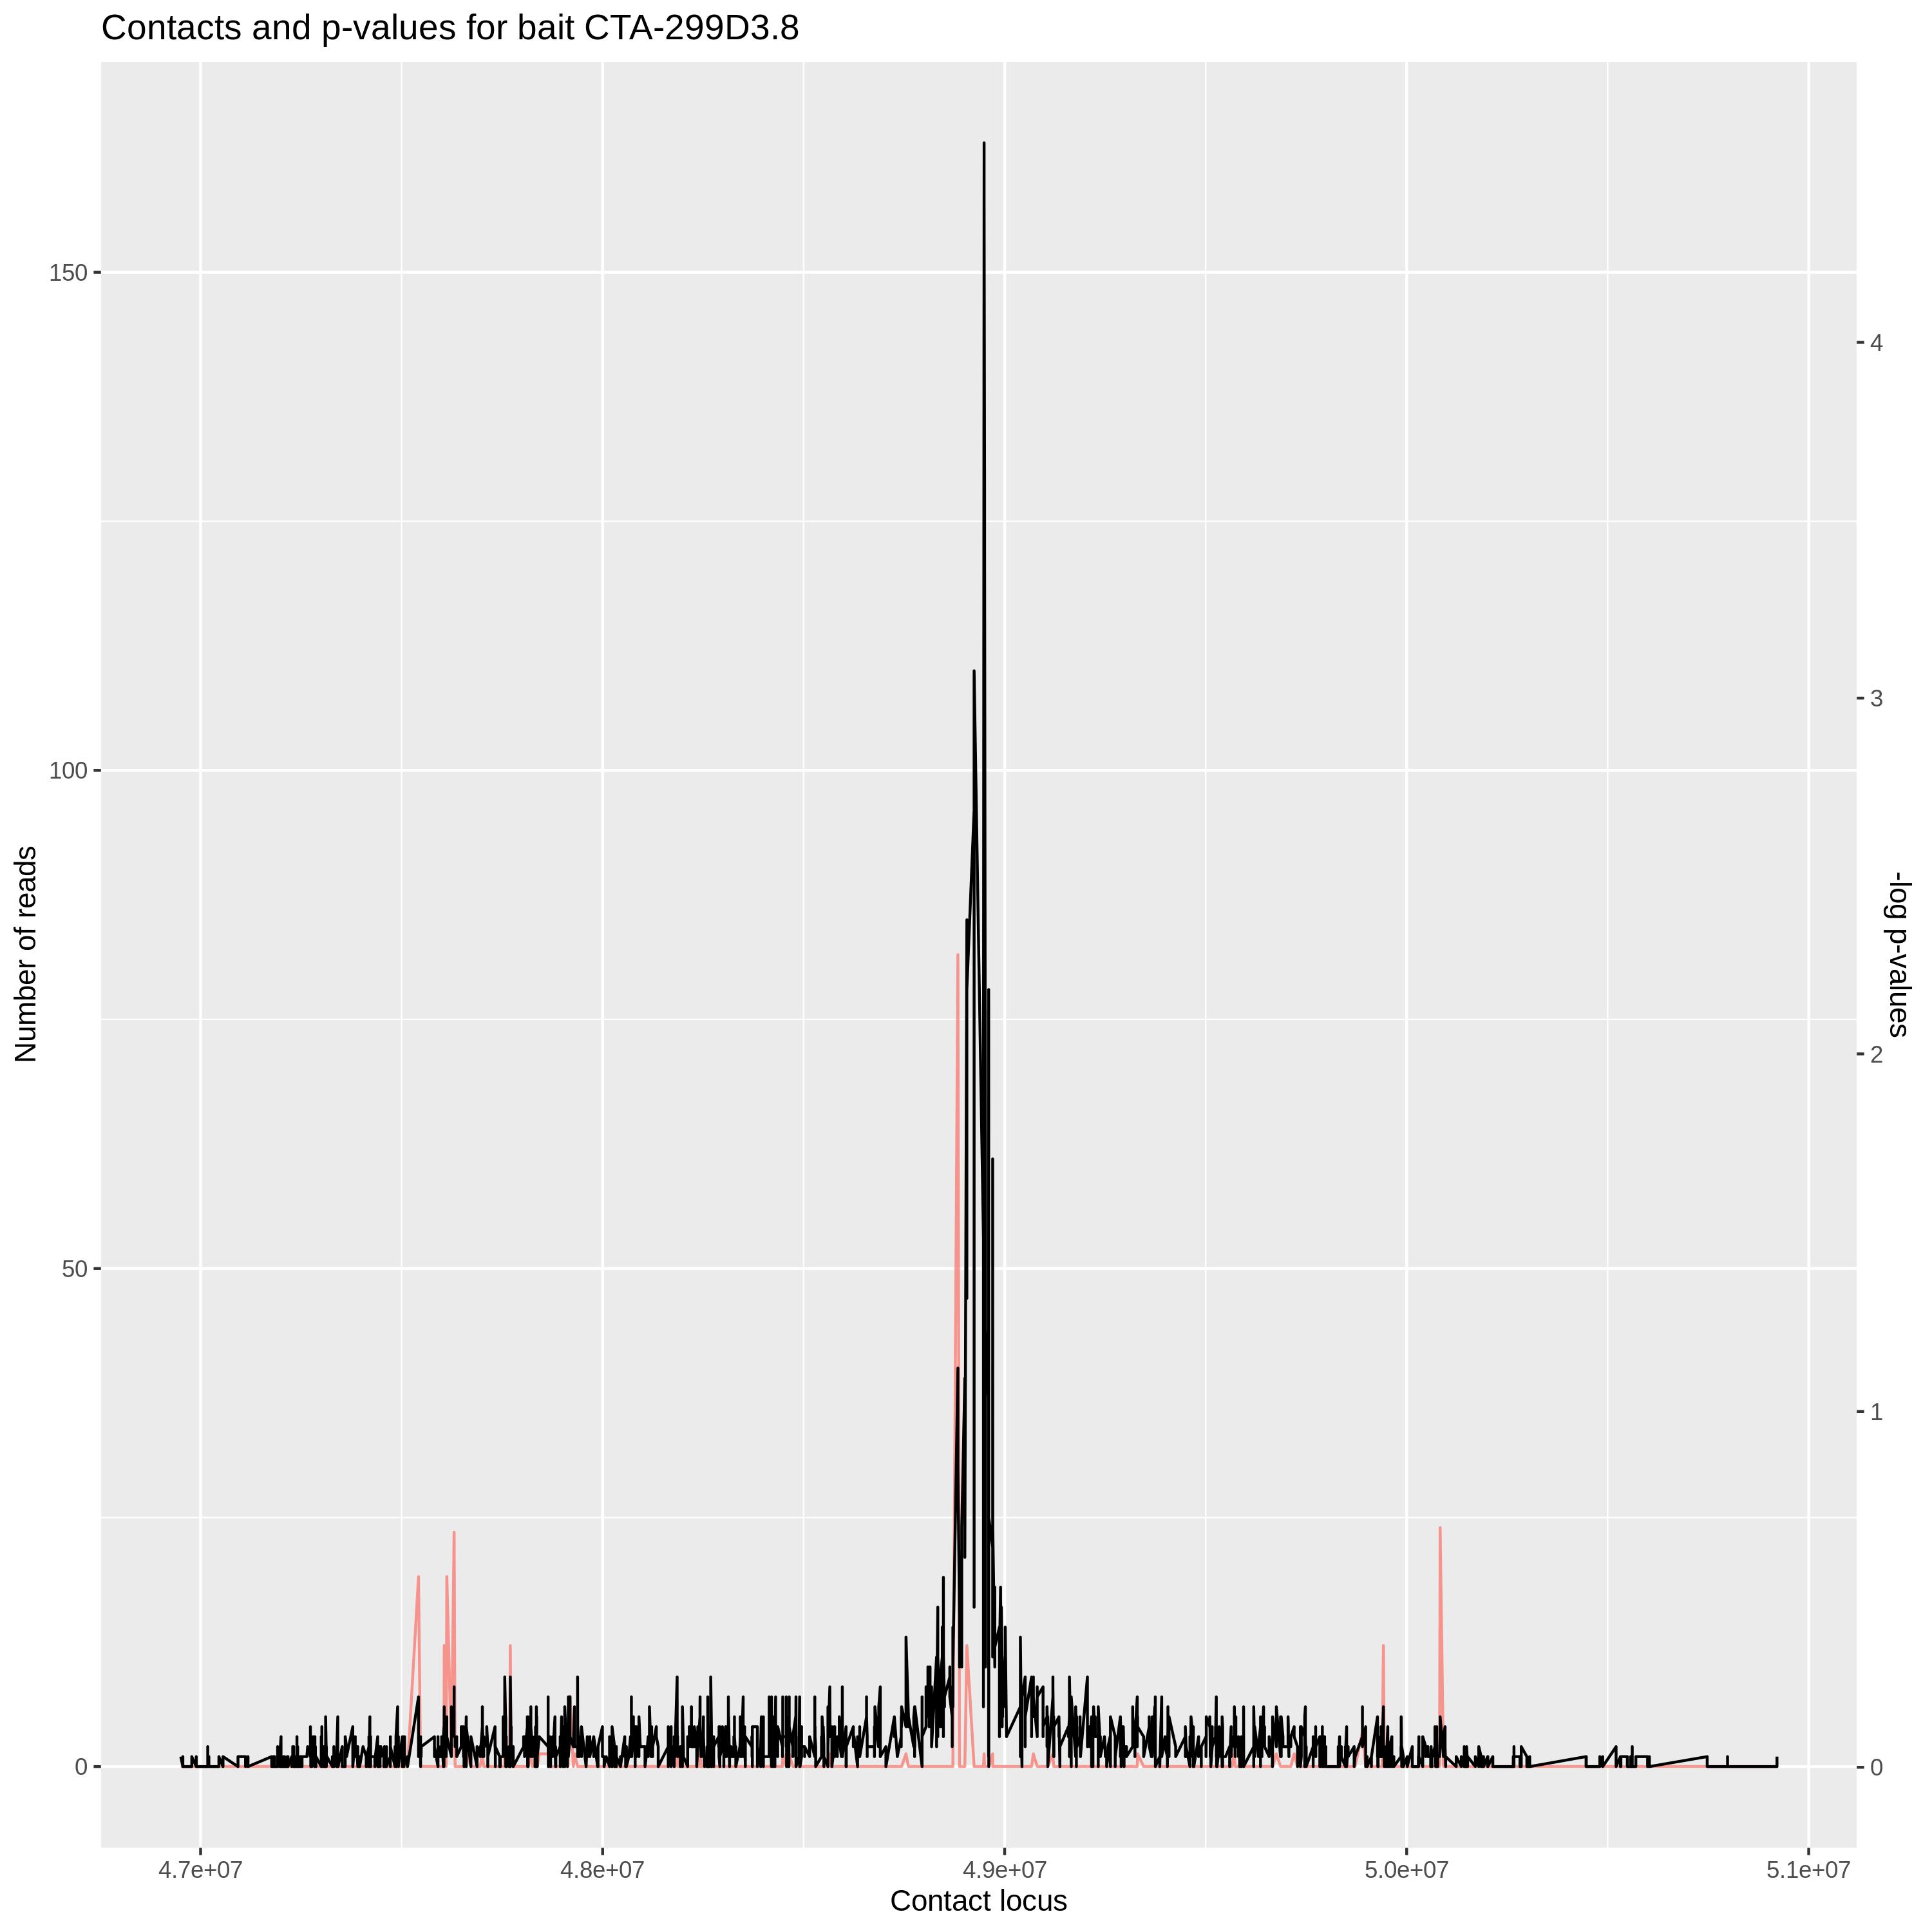 Contacts and p-values for bait CTA-299D3.8
150
100
50
0
Number of reads
4
3
2
1
0
-log p-values
4.7e+07
4.8e+07
4.9e+07
5.0e+07
5.1e+07
Contact locus